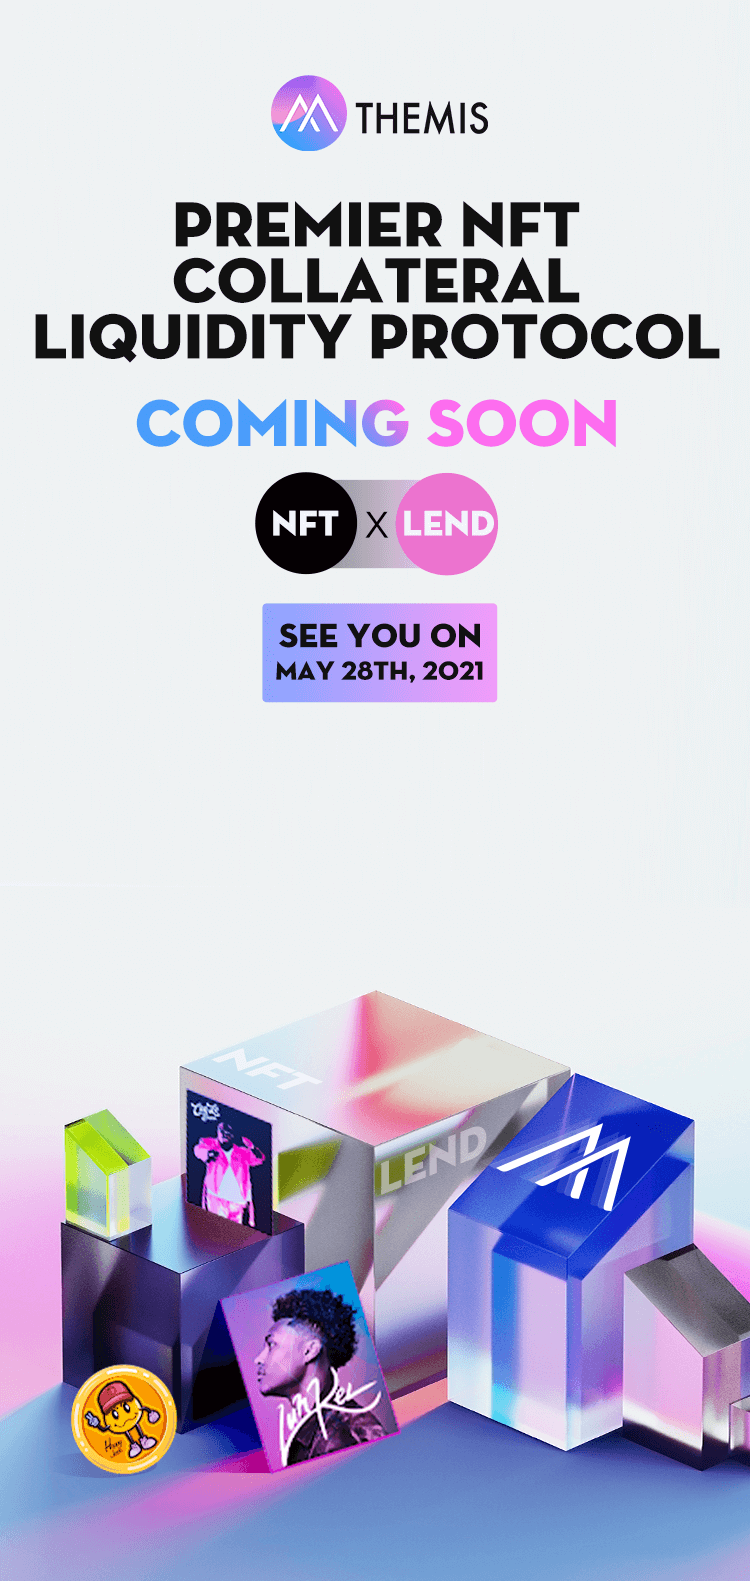 THEMIS
PREMIER NFT
COLLATERAL
LIQUIDITY PROTOCOL
COMING SOON
NFT X LEND
SEE YOU ON
MAY 28TH, 2021
NFT
LEND